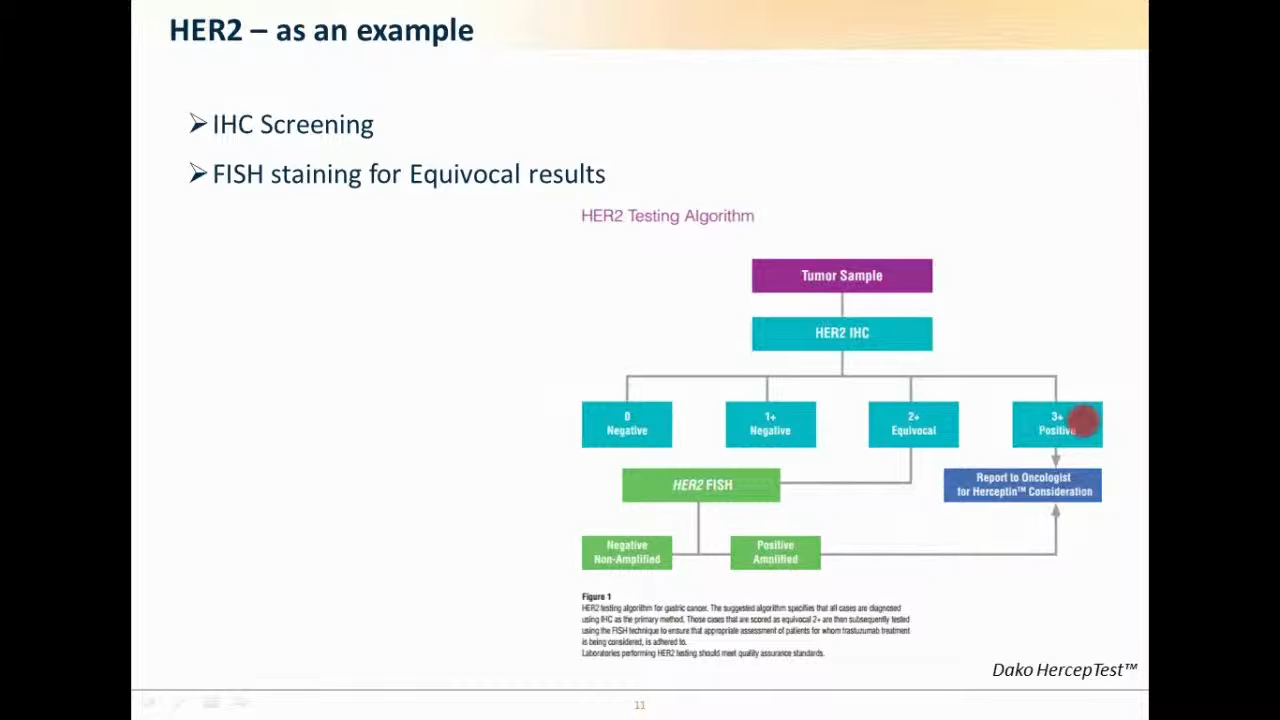 HER2 – as an example
➢IHC Screening
➢FISH staining for Equivocal results
HER2 Testing Algorithm
Tumor Sample
HER2 IHC
0
Negative
1+
Negative
2+
Equivocal
3+
Positive
HER2 FISH
Report to Oncologist
for Herceptin™ Consideration
Negative
Non-Amplified
Positive
Amplified
Figure 1
HER2 testing algorithm for gastric cancer. The suggested algorithm specifies that all cases are diagnosed
using IHC as the primary method. Those cases that are scored as equivocal 2+ are then subsequently tested
using the FISH technique to ensure that appropriate assessment of patients for whom trastuzumab treatment
is being considered, is adhered to.
Laboratories performing HER2 testing should meet quality assurance standards.
Dako HercepTest™
11